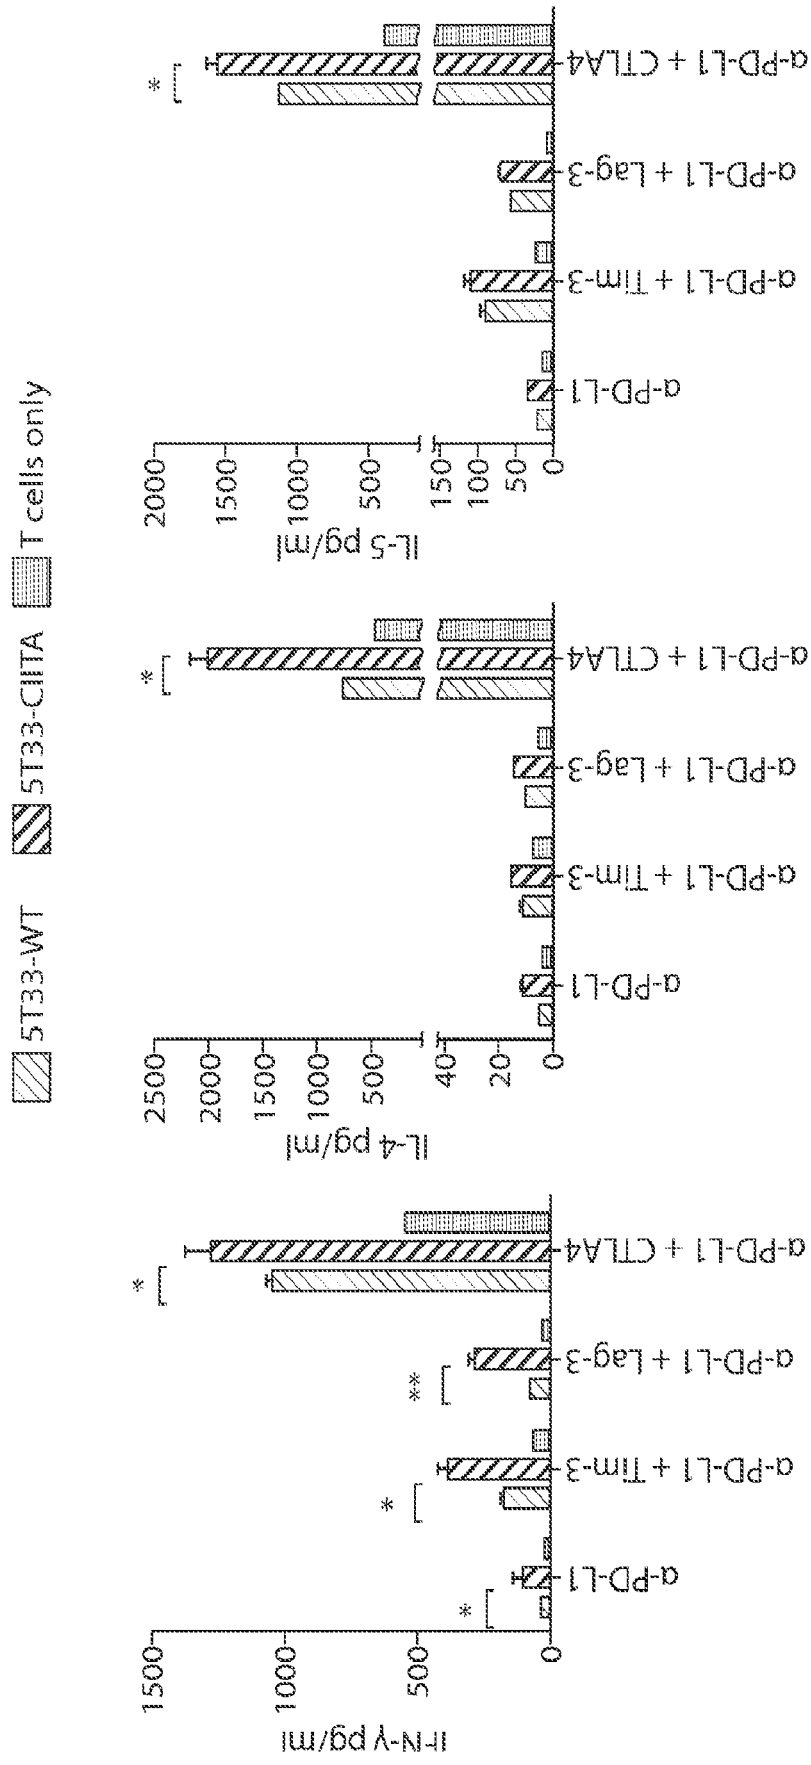 5T33-WT 5T33-CIITA T cells only
IFN-γ pg/ml
1500
1000
500
0
*
*
**
*
α-PD-L1
α-PD-L1 + Tim-3
α-PD-L1 + Lag-3
α-PD-L1 + CTLA4
IL-4 pg/ml
2500
2000
1500
1000
500
40
20
0
*
α-PD-L1
α-PD-L1 + Tim-3
α-PD-L1 + Lag-3
α-PD-L1 + CTLA4
IL-5 pg/ml
2000
1500
1000
500
150
100
50
0
*
α-PD-L1
α-PD-L1 + Tim-3
α-PD-L1 + Lag-3
α-PD-L1 + CTLA4